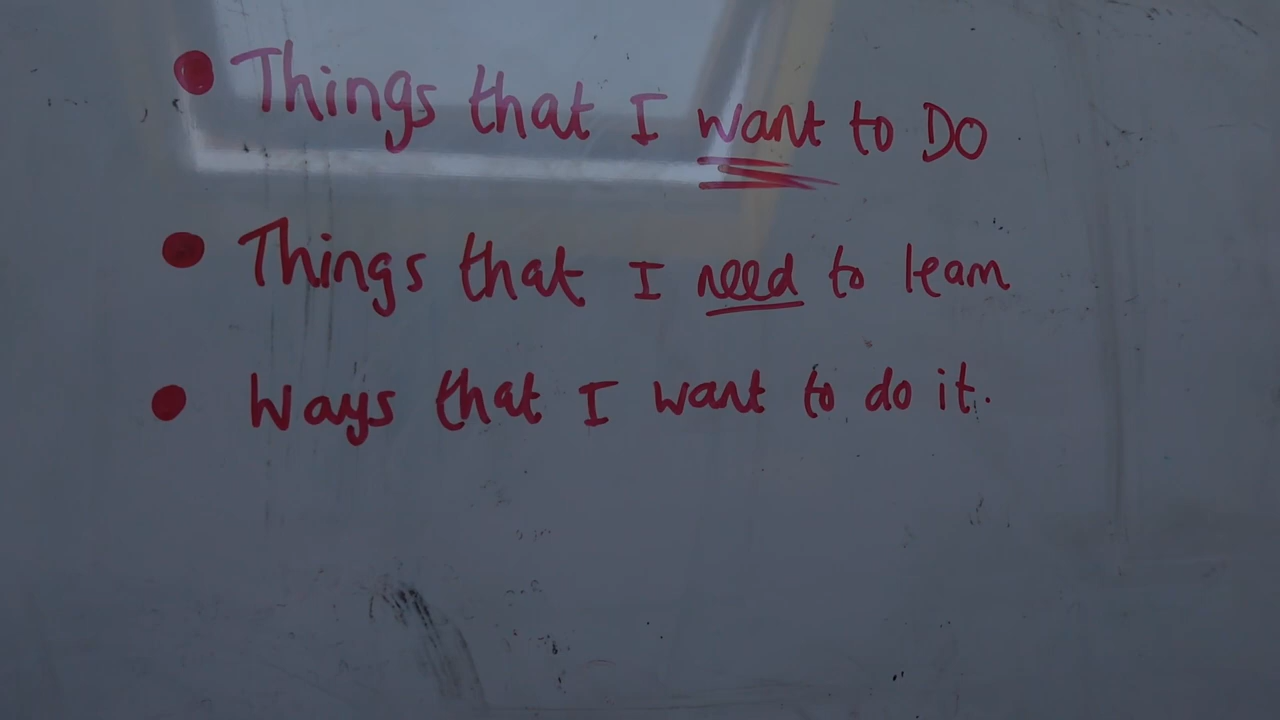 • Things that I want to DO
• Things that I need to learn
• Ways that I want to do it.